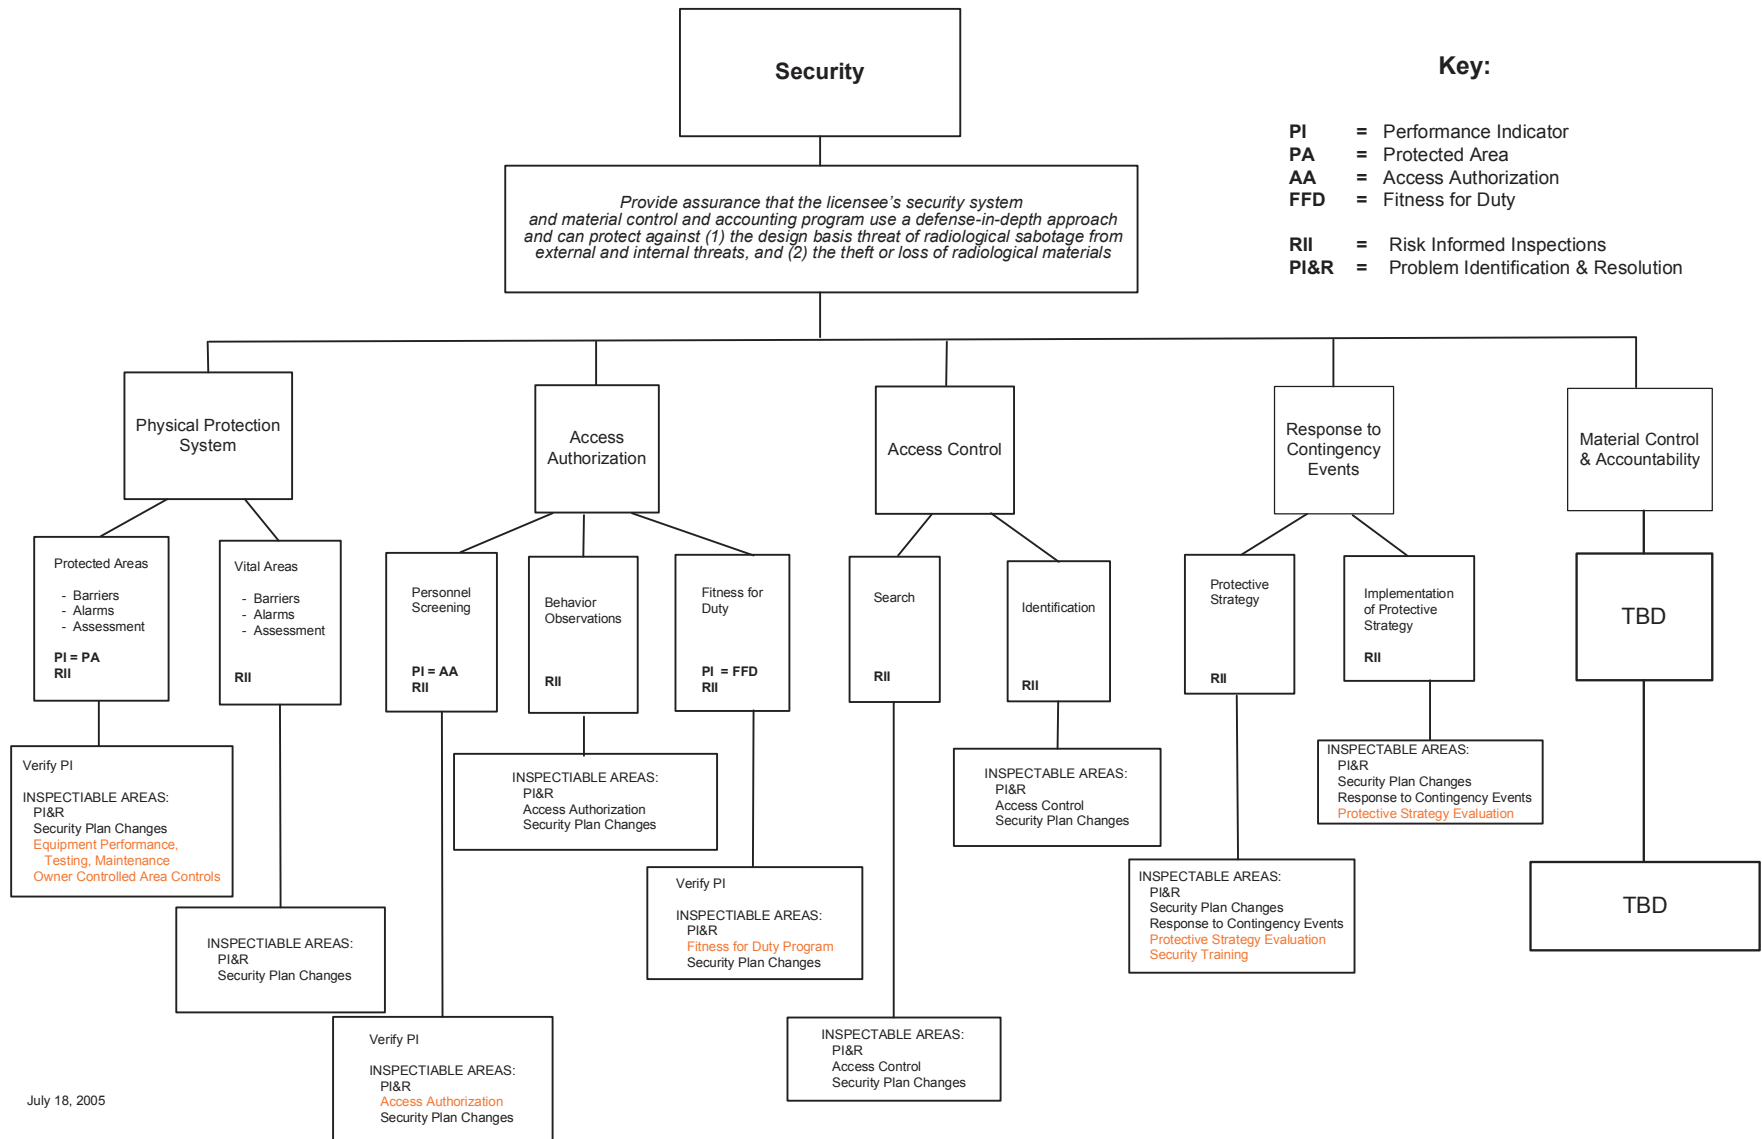 Security
Key:
PI = Performance Indicator
PA = Protected Area
AA = Access Authorization
FFD = Fitness for Duty
RII = Risk Informed Inspections
PI&R = Problem Identification & Resolution
Provide assurance that the licensee's security system
and material control and accounting program use a defense-in-depth approach
and can protect against (1) the design basis threat of radiological sabotage from
external and internal threats, and (2) the theft or loss of radiological materials
Physical Protection
System
Access
Authorization
Access Control
Response to
Contingency
Events
Material Control
& Accountability
Protected Areas
- Barriers
- Alarms
- Assessment
PI = PA
RII
Vital Areas
- Barriers
- Alarms
- Assessment
RII
Personnel
Screening
PI = AA
RII
Behavior
Observations
RII
Fitness for
Duty
PI = FFD
RII
Search
RII
Identification
RII
Protective
Strategy
RII
Implementation
of Protective
Strategy
RII
TBD
Verify PI
INSPECTIABLE AREAS:
PI&R
Security Plan Changes
Equipment Performance,
Testing, Maintenance
Owner Controlled Area Controls
INSPECTIABLE AREAS:
PI&R
Security Plan Changes
Verify PI
INSPECTIABLE AREAS:
PI&R
Access Authorization
Security Plan Changes
INSPECTIABLE AREAS:
PI&R
Access Authorization
Security Plan Changes
Verify PI
INSPECTIABLE AREAS:
PI&R
Fitness for Duty Program
Security Plan Changes
INSPECTABLE AREAS:
PI&R
Access Control
Security Plan Changes
INSPECTABLE AREAS:
PI&R
Access Control
Security Plan Changes
INSPECTABLE AREAS:
PI&R
Security Plan Changes
Response to Contingency Events
Protective Strategy Evaluation
Security Training
INSPECTABLE AREAS:
PI&R
Security Plan Changes
Response to Contingency Events
Protective Strategy Evaluation
TBD
July 18, 2005